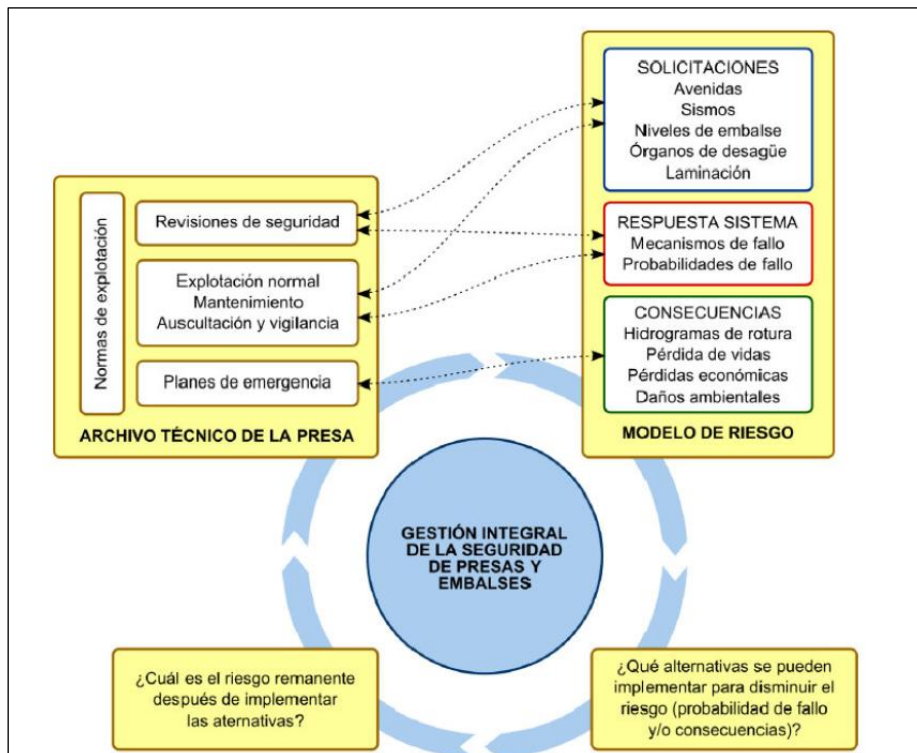 SOLICITACIONES
Avenidas
Sismos
Niveles de embalse
Órganos de desagüe
Laminación
RESPUESTA SISTEMA
Mecanismos de fallo
Probabilidades de fallo
CONSECUENCIAS
Hidrogramas de rotura
Pérdida de vidas
Pérdidas económicas
Daños ambientales
MODELO DE RIESGO
Normas de explotación
Revisiones de seguridad
Explotación normal
Mantenimiento
Auscultación y vigilancia
Planes de emergencia
ARCHIVO TÉCNICO DE LA PRESA
GESTIÓN INTEGRAL
DE LA SEGURIDAD
DE PRESAS Y
EMBALSES
¿Cuál es el riesgo remanente
después de implementar
las aternativas?
¿Qué alternativas se pueden
implementar para disminuir el
riesgo (probabilidad de fallo
y/o consecuencias)?